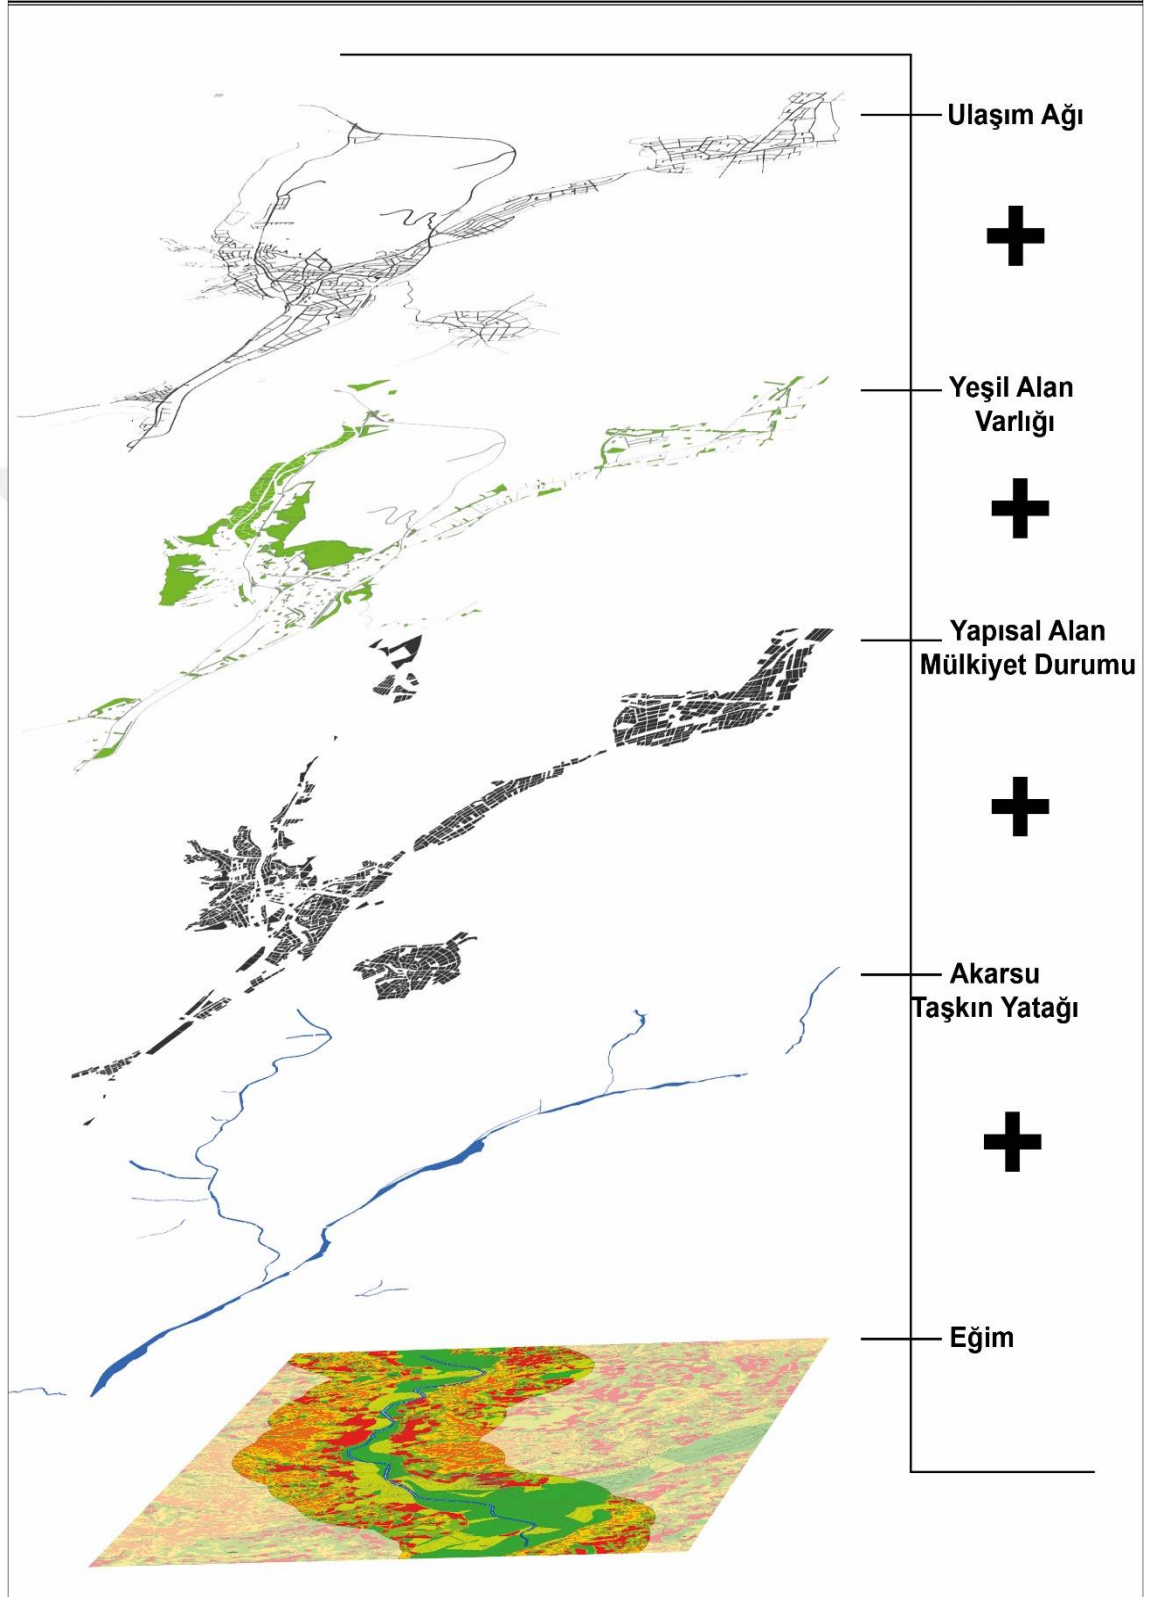 Ulaşım Ağı
Yeşil Alan
Varlığı
Yapısal Alan
Mülkiyet Durumu
Akarsu
Taşkın Yatağı
Eğim